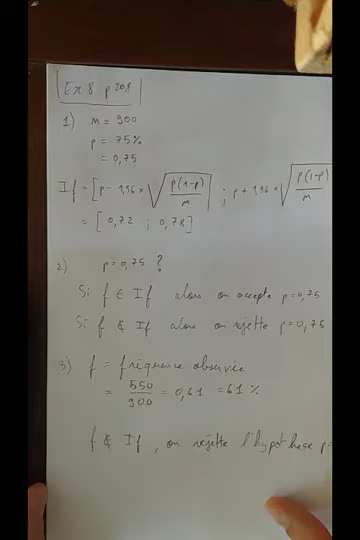 Ex 8 p 208
1) n = 900
p = 75%
= 0,75
If = [p - 1,96 × √(p(1-p)/n) ; p + 1,96 × √(p(1-p)/n)
= [0,72 ; 0,78]
2) p = 0,75 ?
Si f ∈ If alors on accepte p = 0,75
Si f ∉ If alors on rejette p = 0,75
3) f = fréquence observée
= 550/900 = 0,61 = 61 %
f ∉ If, on rejette l'hypothèse p =